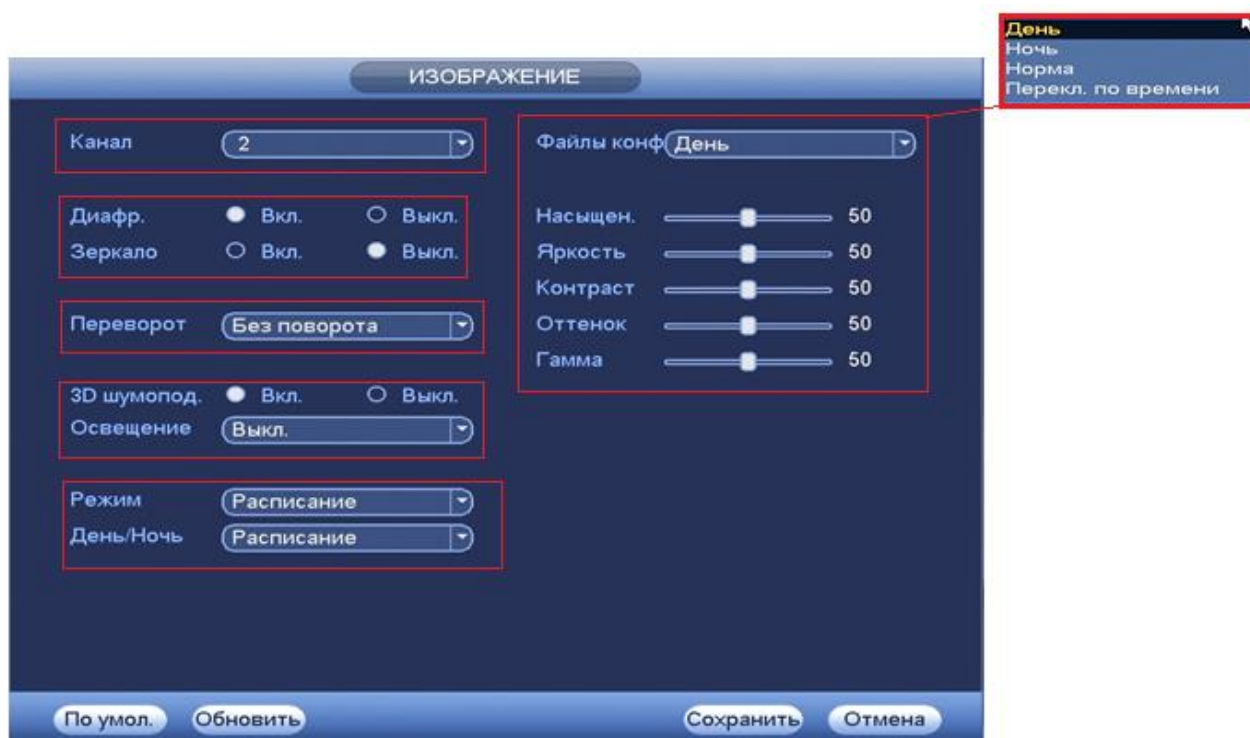 День
Ночь
Норма
Перекл. по времени
ИЗОБРАЖЕНИЕ
Канал 2
Диафр. Вкл. Выкл.
Зеркало Вкл. Выкл.
Переворот Без поворота
3D шумопод. Вкл. Выкл.
Освещение Выкл.
Режим Расписание
День/Ночь Расписание
Файлы конф День
Насыщен. 50
Яркость 50
Контраст 50
Оттенок 50
Гамма 50
По умол. Обновить Сохранить Отмена